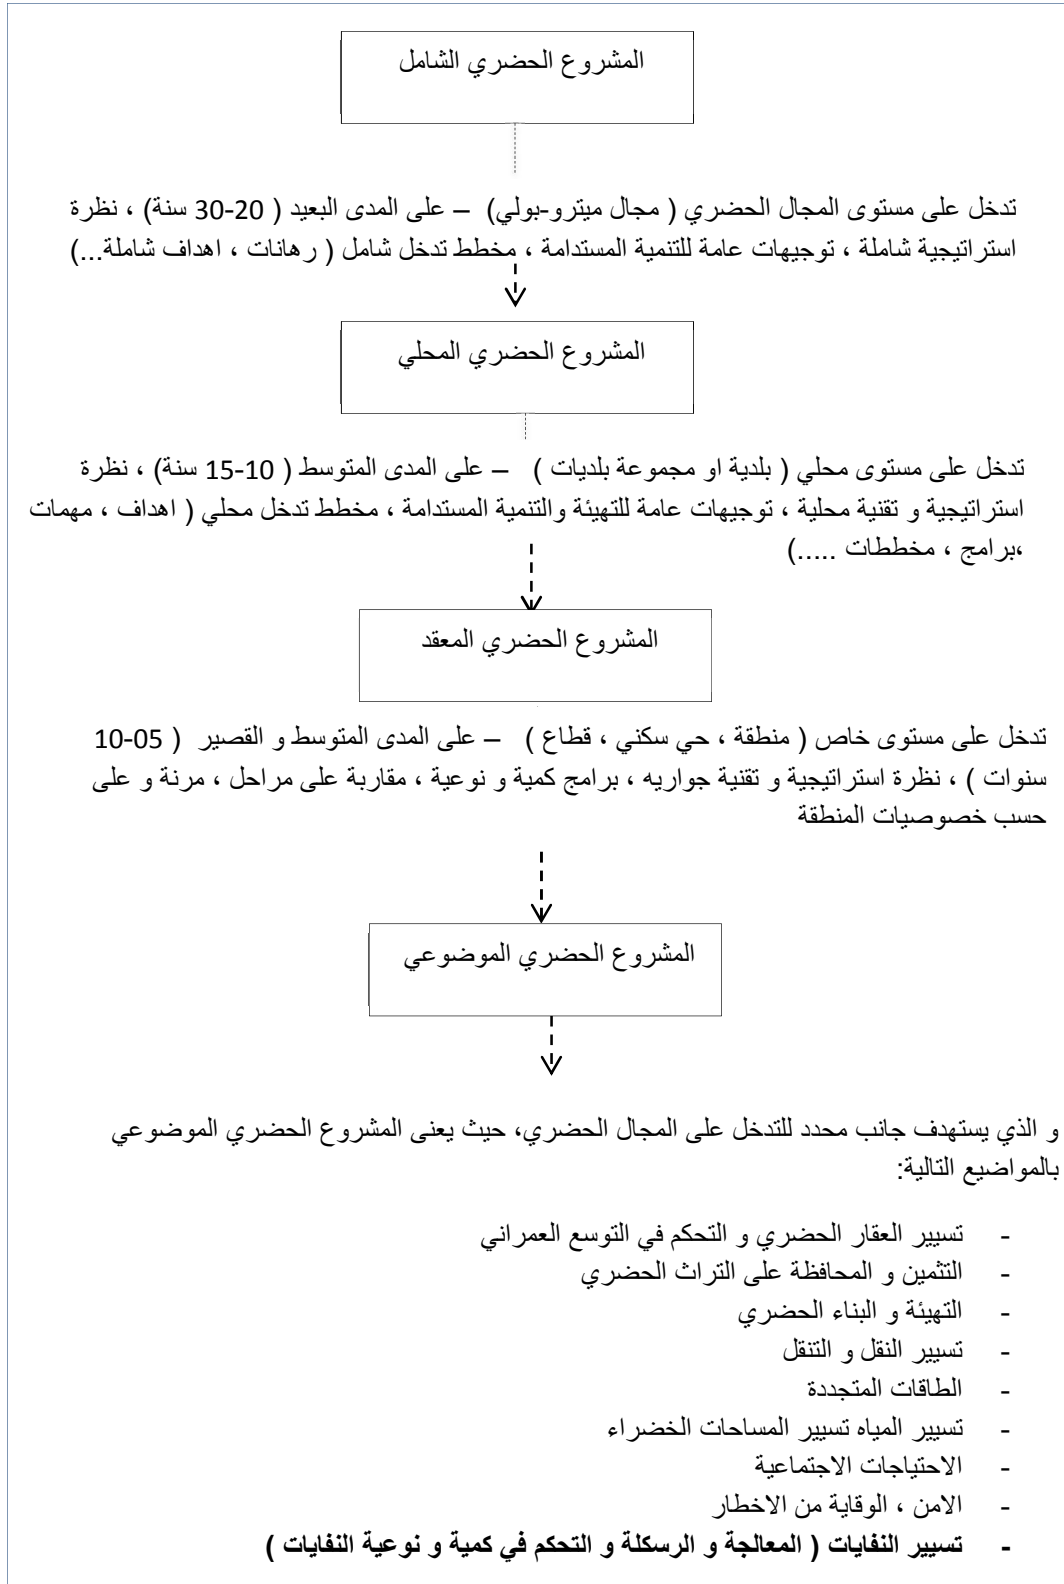 المشروع الحضري الشامل
تدخل على مستوى المجال الحضري ( مجال ميترو-بولي) – على المدى البعيد ( 20-30 سنة) ، نظرة
استراتيجية شاملة ، توجيهات عامة للتنمية المستدامة ، مخطط تدخل شامل ( رهانات ، اهداف شاملة...)
المشروع الحضري المحلي
تدخل على مستوى محلي ( بلدية او مجموعة بلديات ) – على المدى المتوسط ( 10-15 سنة) ، نظرة
استراتيجية و تقنية محلية ، توجيهات عامة للتهيئة والتنمية المستدامة ، مخطط تدخل محلي ( اهداف ، مهمات
،برامج ، مخططات .....)
المشروع الحضري المعقد
تدخل على مستوى خاص ( منطقة ، حي سكني ، قطاع ) – على المدى المتوسط و القصير ( 05-10
سنوات ) ، نظرة استراتيجية و تقنية جواريه ، برامج كمية و نوعية ، مقاربة على مراحل ، مرنة و على
حسب خصوصيات المنطقة
المشروع الحضري الموضوعي
و الذي يستهدف جانب محدد للتدخل على المجال الحضري، حيث يعنى المشروع الحضري الموضوعي
بالمواضيع التالية:
- تسيير العقار الحضري و التحكم في التوسع العمراني
- التثمين و المحافظة على التراث الحضري
- التهيئة و البناء الحضري
- تسيير النقل و التنقل
- الطاقات المتجددة
- تسيير المياه تسيير المساحات الخضراء
- الاحتياجات الاجتماعية
- الامن ، الوقاية من الاخطار
- تسيير النفايات ( المعالجة و الرسكلة و التحكم في كمية و نوعية النفايات )